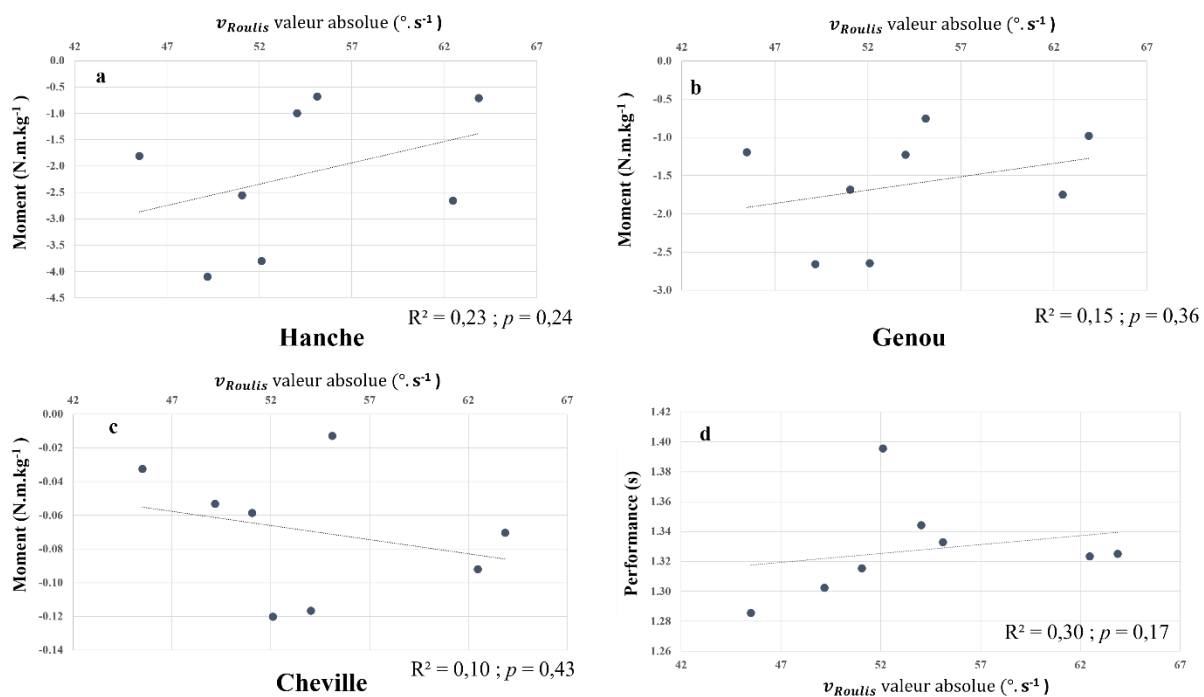 v_Roulis valeur absolue (°.s⁻¹)
42 47 52 57 62 67
a
0.0
-0.5
-1.0
-1.5
-2.0
-2.5
-3.0
-3.5
-4.0
-4.5
Moment (N.m.kg⁻¹)
R² = 0,23 ; p = 0,24
Hanche
v_Roulis valeur absolue (°.s⁻¹)
42 47 52 57 62 67
b
0.0
-0.5
-1.0
-1.5
-2.0
-2.5
-3.0
Moment (N.m.kg⁻¹)
R² = 0,15 ; p = 0,36
Genou
v_Roulis valeur absolue (°.s⁻¹)
42 47 52 57 62 67
c
0.00
-0.02
-0.04
-0.06
-0.08
-0.10
-0.12
-0.14
Moment (N.m.kg⁻¹)
R² = 0,10 ; p = 0,43
Cheville
d
1.42
1.40
1.38
1.36
1.34
1.32
1.30
1.28
1.26
Performance (s)
R² = 0,30 ; p = 0,17
42 47 52 57 62 67
v_Roulis valeur absolue (°.s⁻¹)